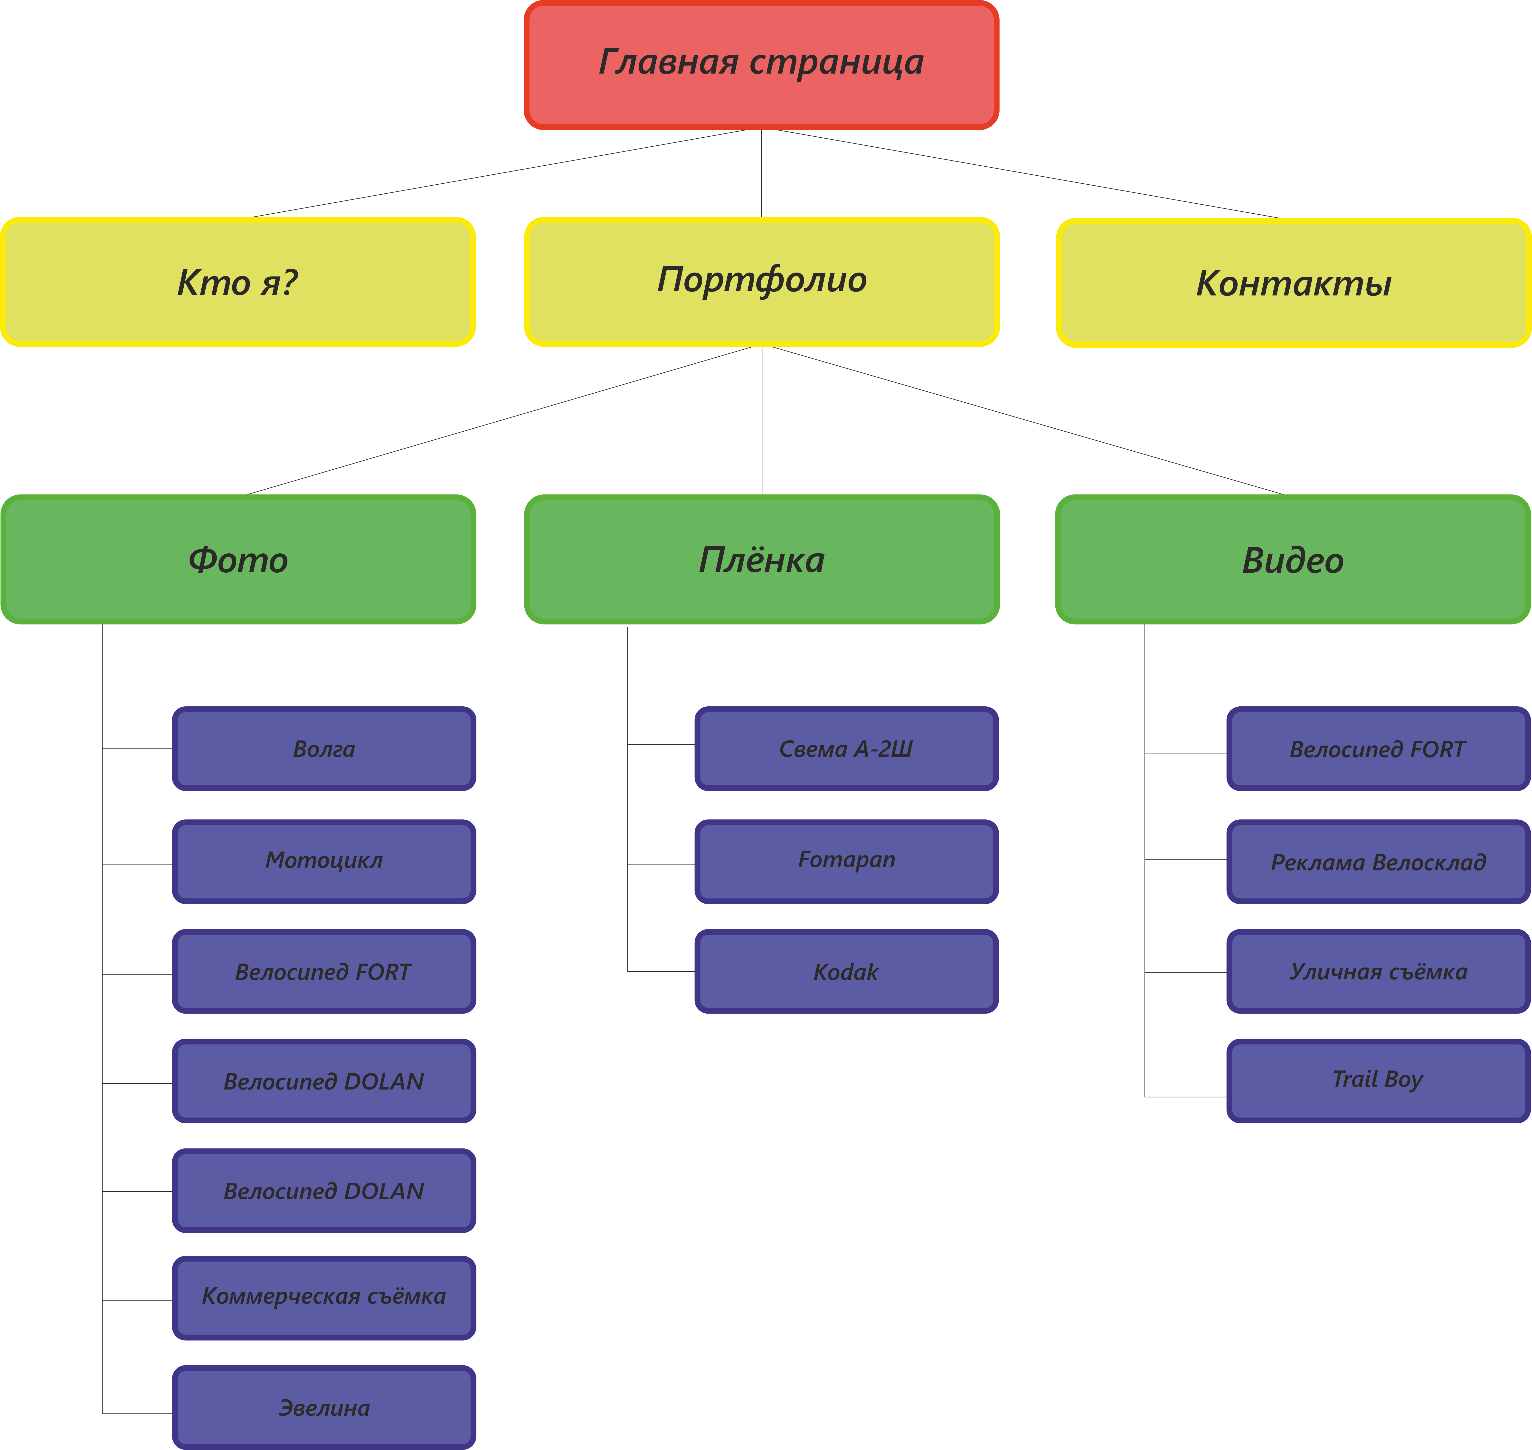 Главная страница
Кто я?
Портфолио
Контакты
Фото
Плёнка
Видео
Волга
Мотоцикл
Велосипед FORT
Велосипед DOLAN
Велосипед DOLAN
Коммерческая съёмка
Эвелина
Свема А-2Ш
Fomapan
Kodak
Велосипед FORT
Реклама Велосклад
Уличная съёмка
Trail Boy